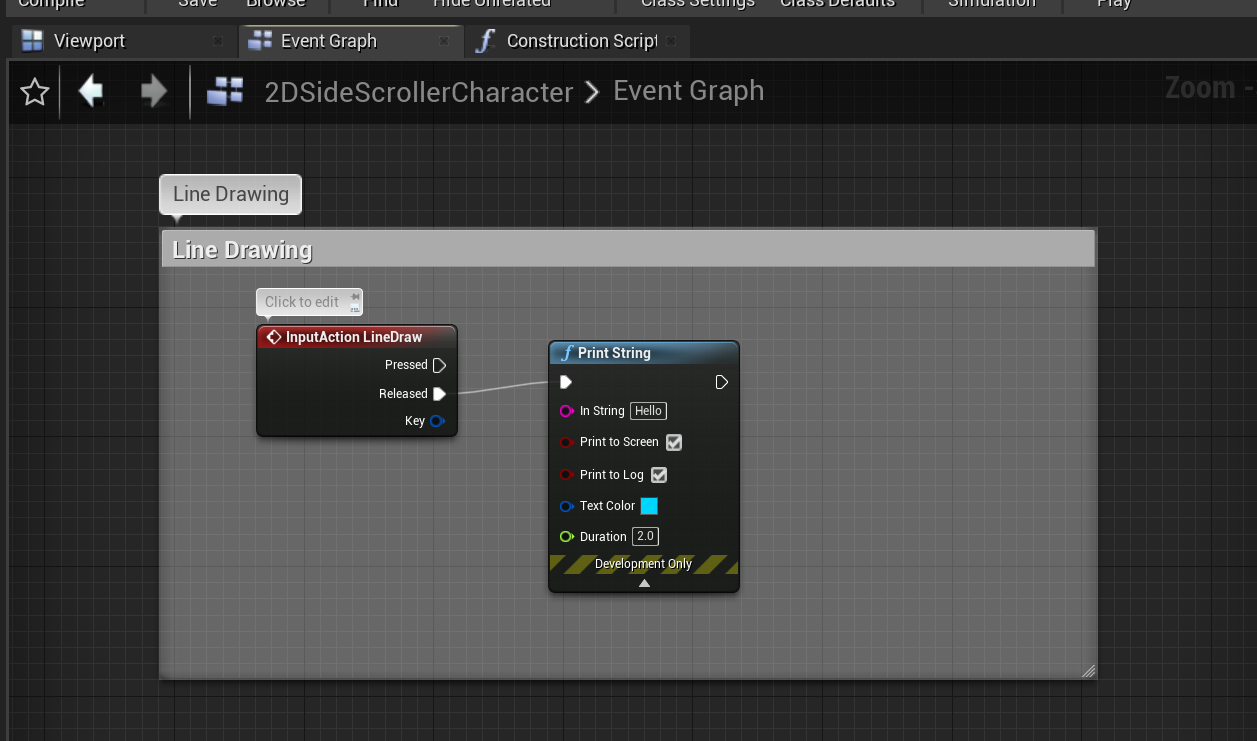 Compile Save Browse Find Hide Unrelated Class Settings Class Defaults Simulation Play
Viewport Event Graph Construction Script
2DSideScrollerCharacter > Event Graph Zoom -
Line Drawing
Line Drawing
Click to edit
InputAction LineDraw
Pressed
Released
Key
f Print String
In String Hello
Print to Screen
Print to Log
Text Color
Duration 2.0
Development Only